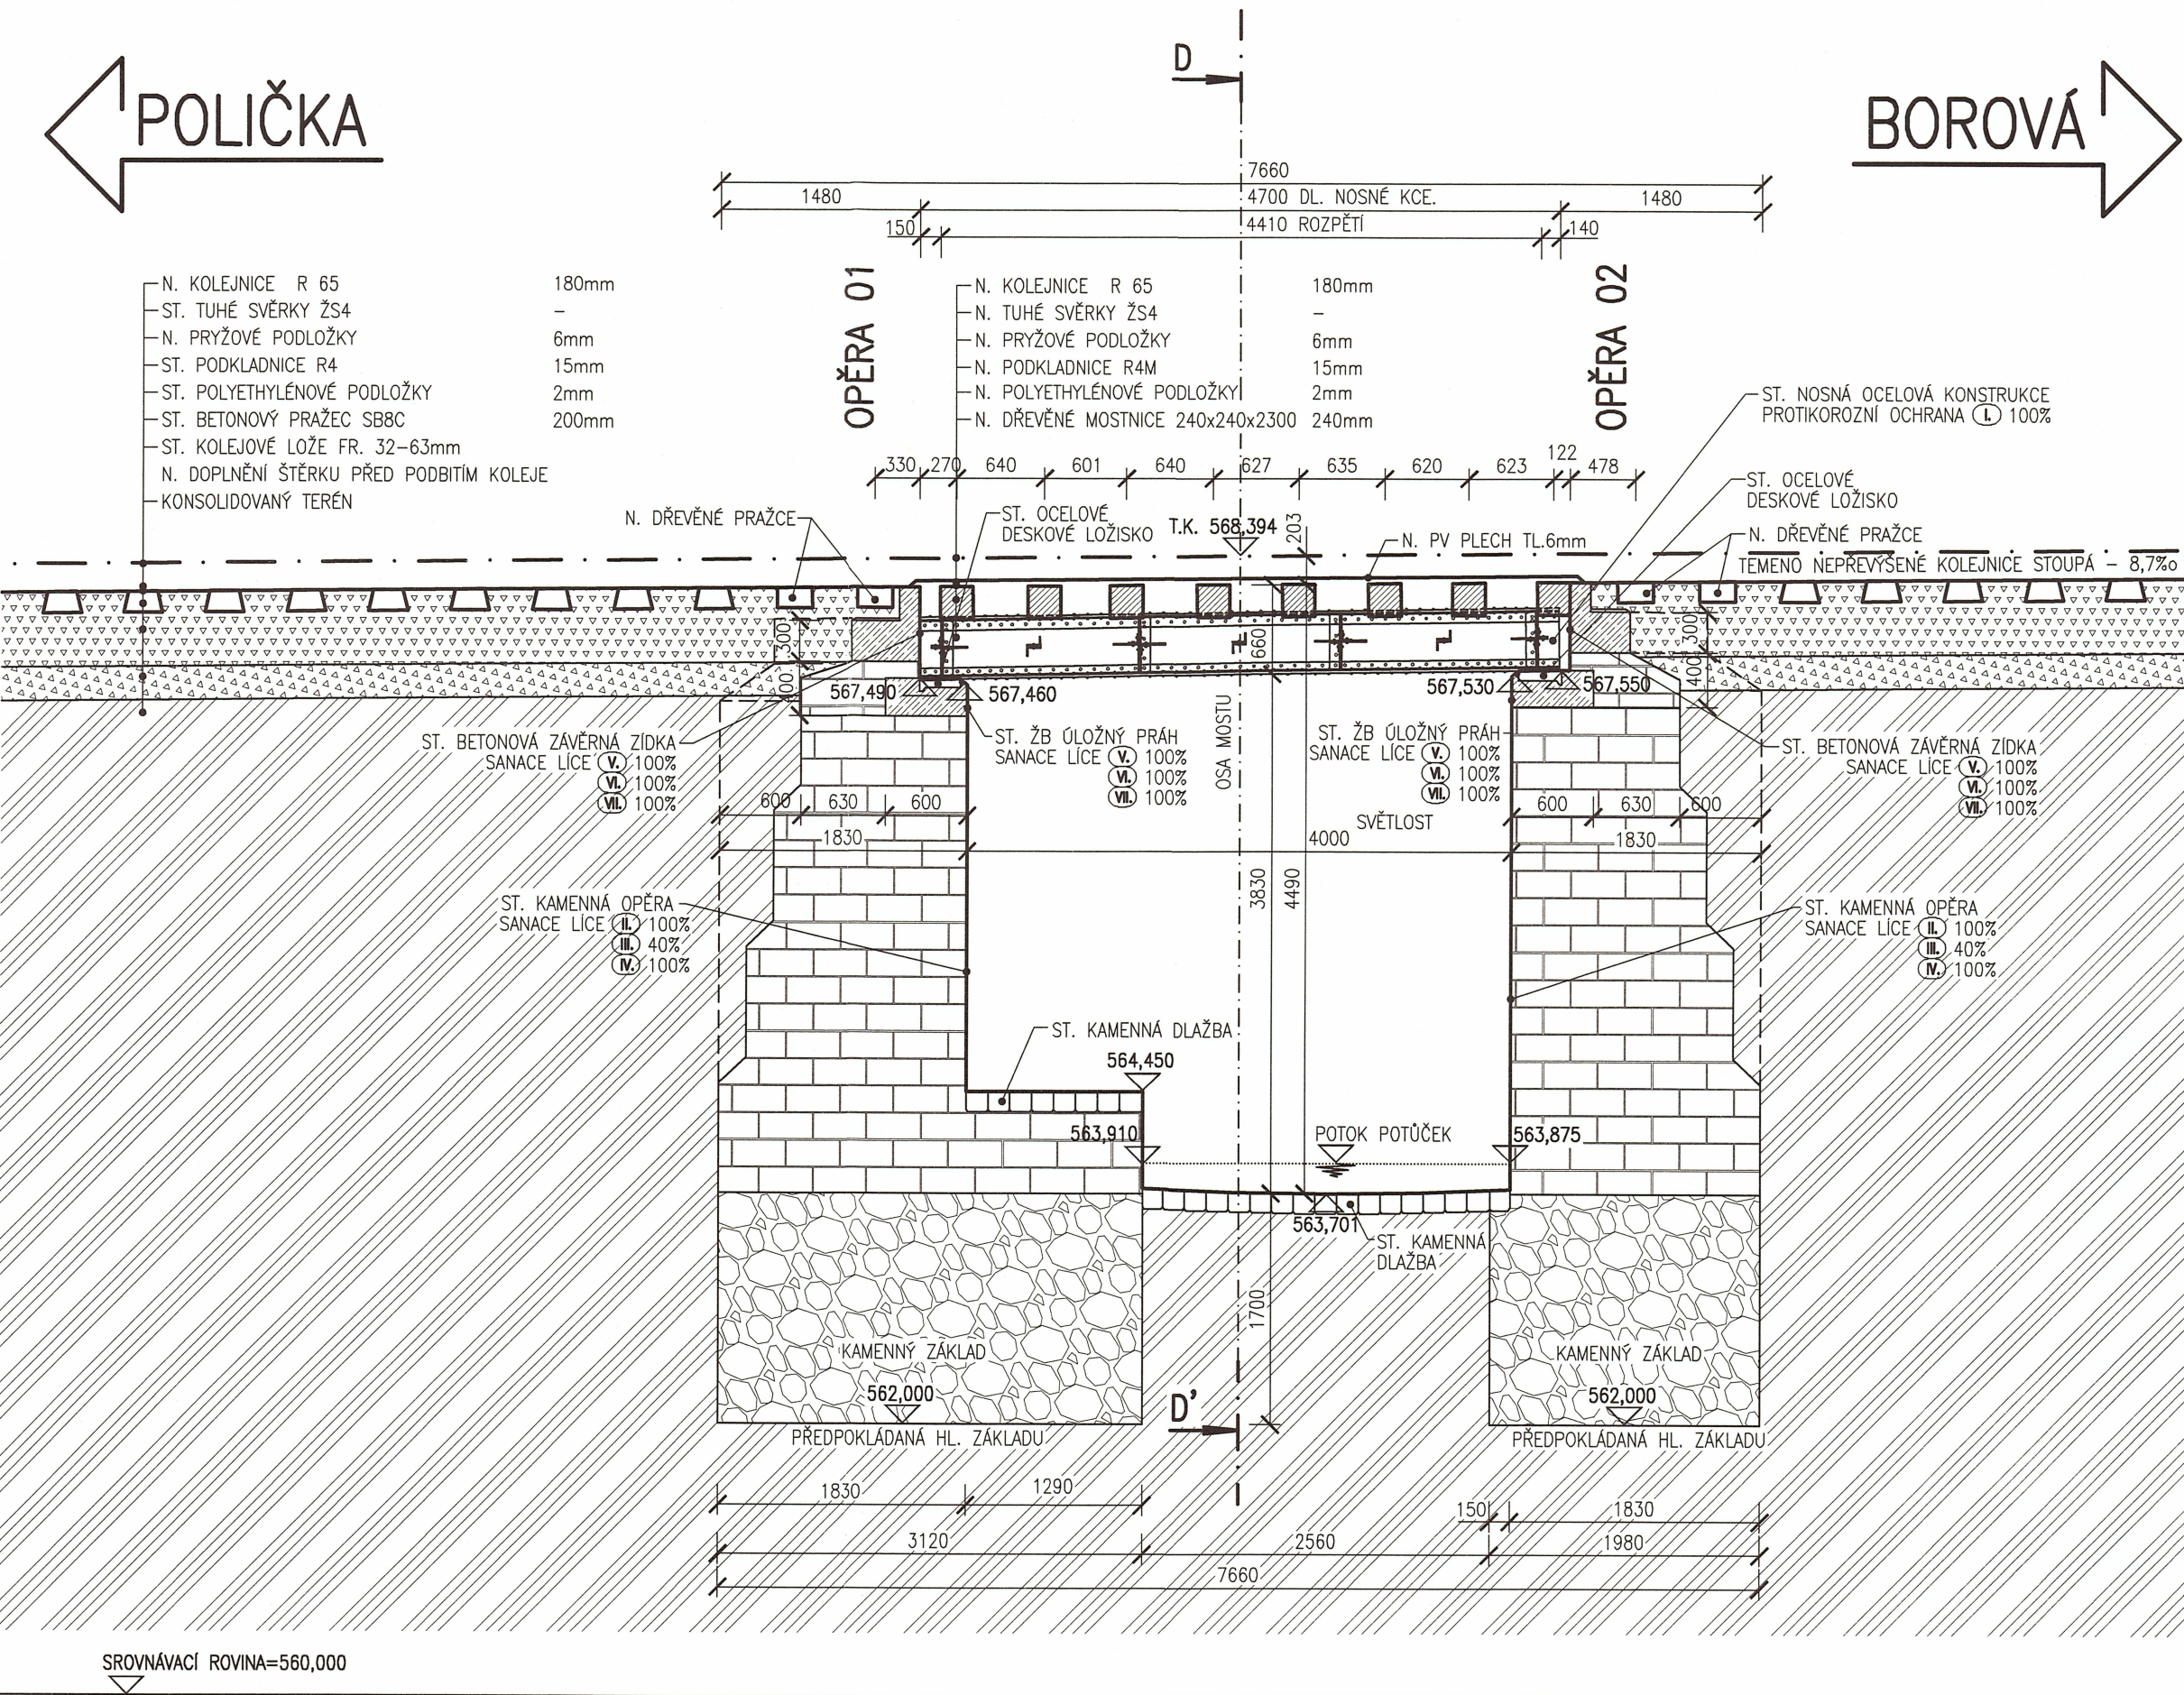 D
POLIČKA
BOROVÁ
7660
1480
4700 DL. NOSNÉ KCE.
1480
150
4410 ROZPĚTÍ
140
OPĚRA 01
OPĚRA 02
N. KOLEJNICE R 65 180mm
ST. TUHÉ SVĚRKY ŽS4 –
N. PRYŽOVÉ PODLOŽKY 6mm
ST. PODKLADNICE R4 15mm
ST. POLYETHYLÉNOVÉ PODLOŽKY 2mm
ST. BETONOVÝ PRAŽEC SB8C 200mm
ST. KOLEJOVÉ LOŽE FR. 32–63mm
N. DOPLNĚNÍ ŠTĚRKU PŘED PODBITÍM KOLEJE
KONSOLIDOVANÝ TERÉN
N. KOLEJNICE R 65 180mm
N. TUHÉ SVĚRKY ŽS4 –
N. PRYŽOVÉ PODLOŽKY 6mm
N. PODKLADNICE R4M 15mm
N. POLYETHYLÉNOVÉ PODLOŽKY 2mm
N. DŘEVĚNÉ MOSTNICE 240x240x2300 240mm
ST. NOSNÁ OCELOVÁ KONSTRUKCE
PROTIKOROZNÍ OCHRANA I. 100%
330 270 640 601 640 627 635 620 623 122 478
ST. OCELOVÉ
DESKOVÉ LOŽISKO
N. DŘEVĚNÉ PRAŽCE
ST. OCELOVÉ
DESKOVÉ LOŽISKO
T.K. 568,394
203
N. PV PLECH TL.6mm
N. DŘEVĚNÉ PRAŽCE
TEMENO NEPŘEVÝŠENÉ KOLEJNICE STOUPÁ – 8,7‰
300
400
660
300
400
567,490
567,460
567,530
567,550
OSA MOSTU
ST. BETONOVÁ ZÁVĚRNÁ ZÍDKA
SANACE LÍCE V. 100%
VI. 100%
VII. 100%
ST. ŽB ÚLOŽNÝ PRÁH
SANACE LÍCE V. 100%
VI. 100%
VII. 100%
ST. ŽB ÚLOŽNÝ PRÁH
SANACE LÍCE V. 100%
VI. 100%
VII. 100%
ST. BETONOVÁ ZÁVĚRNÁ ZÍDKA
SANACE LÍCE V. 100%
VI. 100%
VII. 100%
600 630 600
600 630 600
SVĚTLOST
1830
4000
1830
3830
4490
ST. KAMENNÁ OPĚRA
SANACE LÍCE II. 100%
III. 40%
IV. 100%
ST. KAMENNÁ OPĚRA
SANACE LÍCE II. 100%
III. 40%
IV. 100%
ST. KAMENNÁ DLAŽBA
564,450
563,910
POTOK POTŮČEK
563,875
563,701
ST. KAMENNÁ
DLAŽBA
1700
KAMENNÝ ZÁKLAD
562,000
PŘEDPOKLÁDANÁ HL. ZÁKLADU
KAMENNÝ ZÁKLAD
562,000
PŘEDPOKLÁDANÁ HL. ZÁKLADU
D'
1830
1290
150
1830
3120
2560
1980
7660
SROVNÁVACÍ ROVINA=560,000